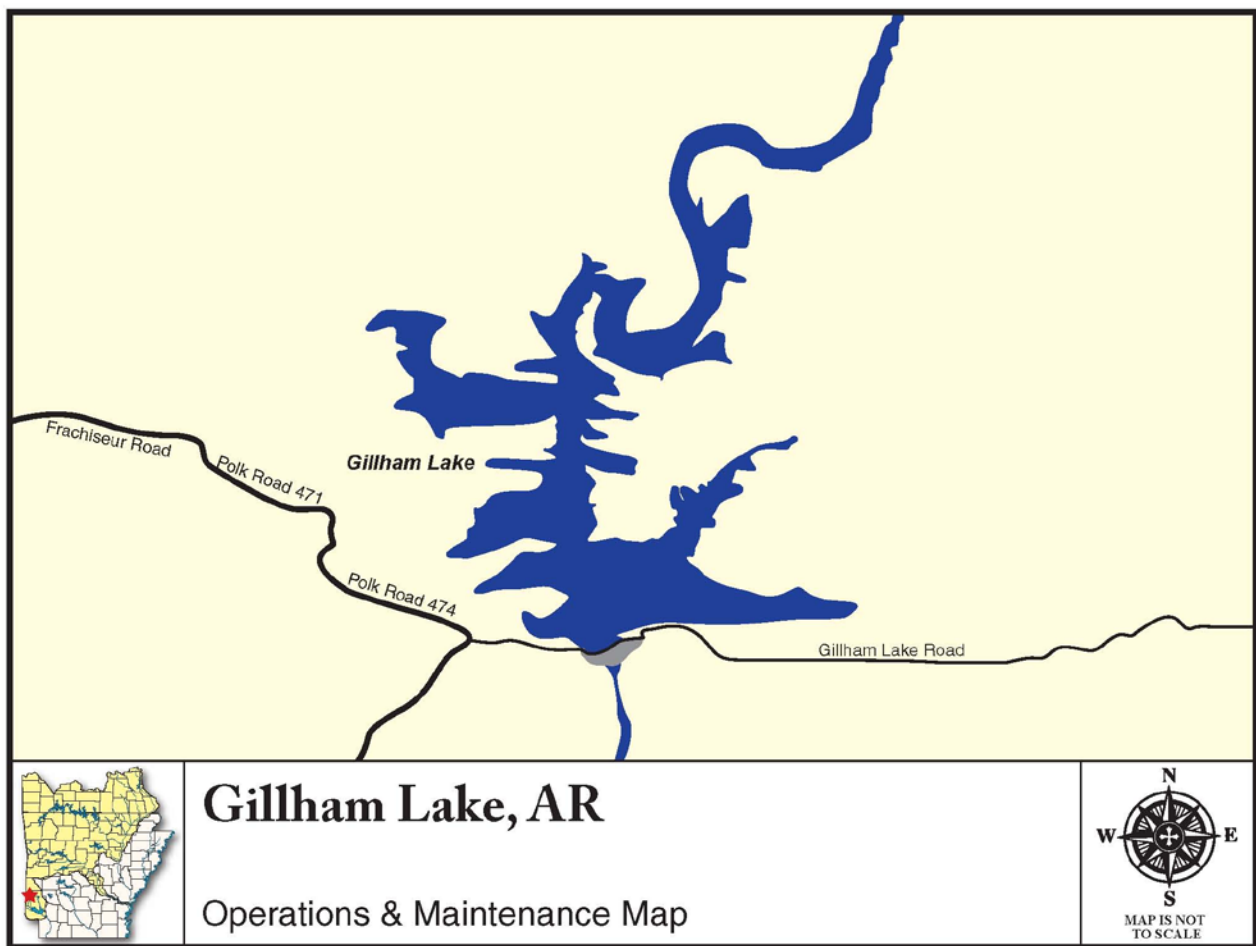 Frachiseur Road
Polk Road 471
Gillham Lake
Polk Road 474
Gillham Lake Road
Gillham Lake, AR
Operations & Maintenance Map
N
W
E
S
MAP IS NOT
TO SCALE